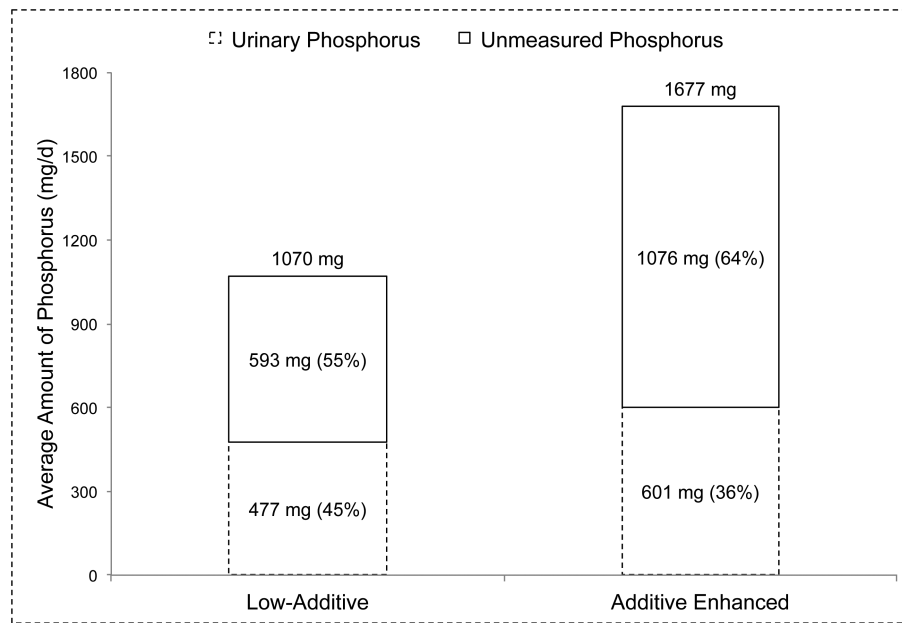 Urinary Phosphorus Unmeasured Phosphorus
Average Amount of Phosphorus (mg/d)
1800
1500
1200
900
600
300
0
1070 mg
593 mg (55%)
477 mg (45%)
1677 mg
1076 mg (64%)
601 mg (36%)
Low-Additive Additive Enhanced